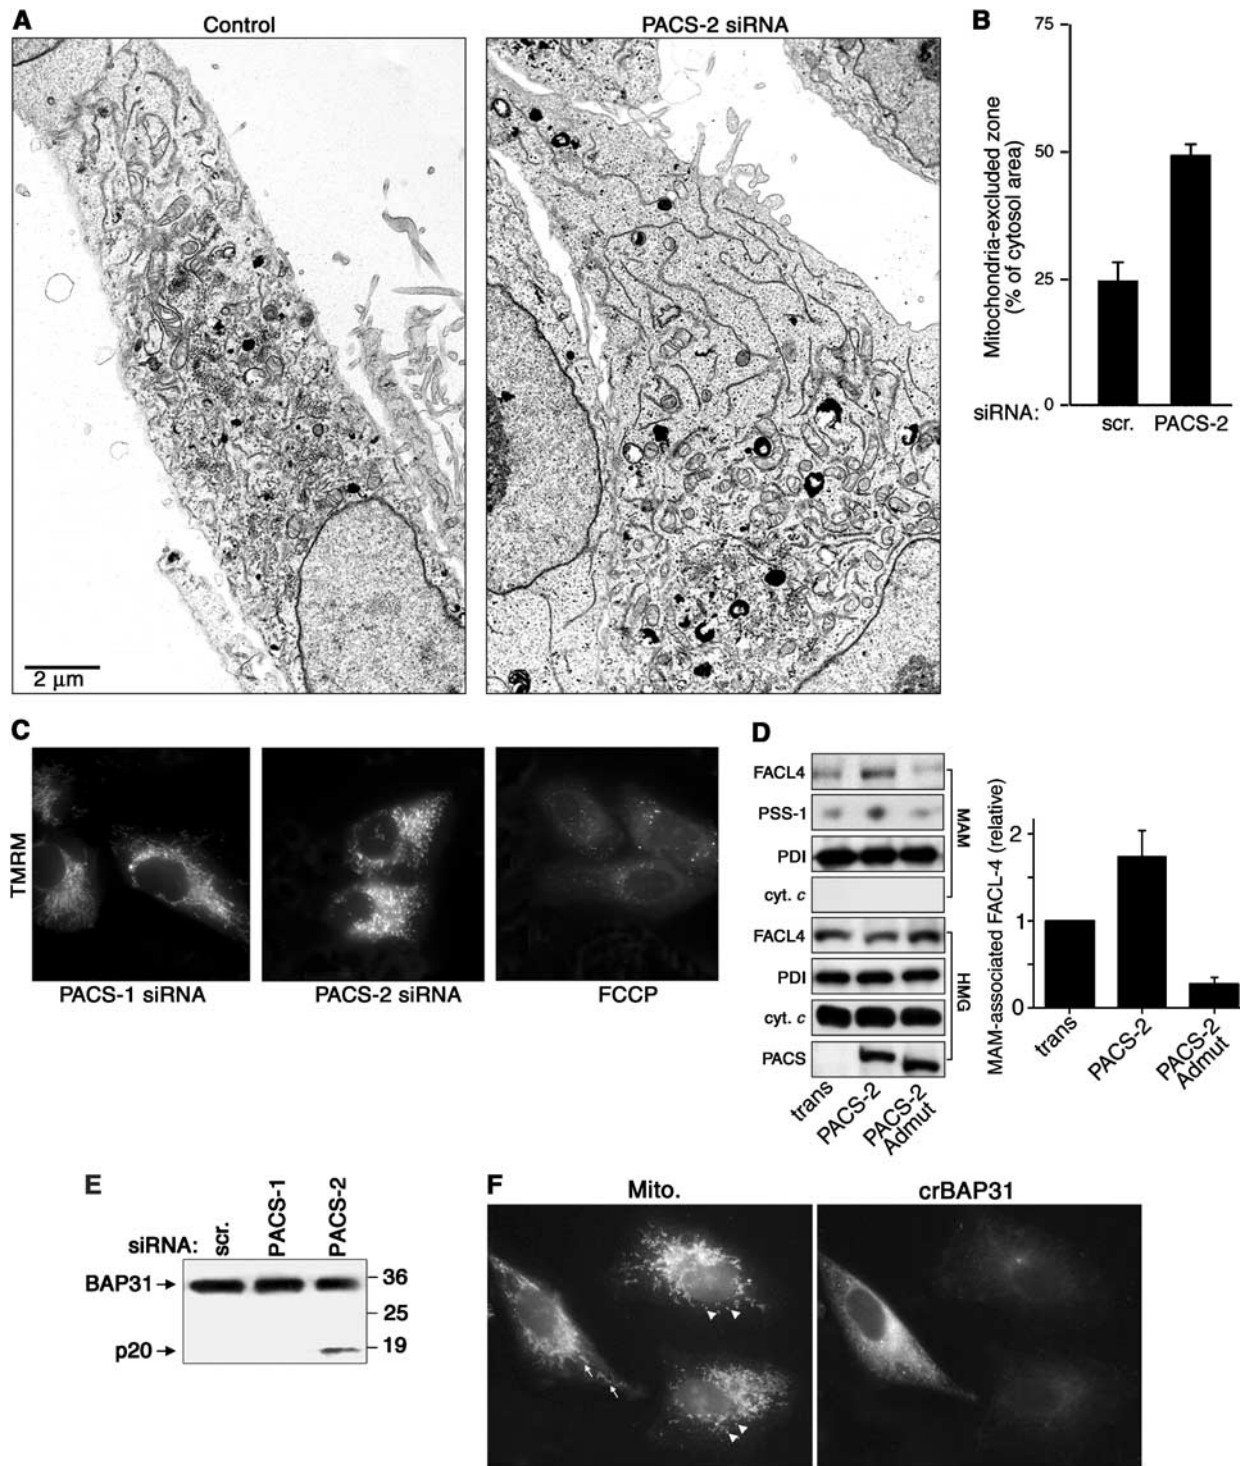 A
Control
PACS-2 siRNA
2 μm
B
Mitochondria-excluded zone
(% of cytosol area)
75
50
25
0
siRNA:
scr.
PACS-2
C
TMRM
PACS-1 siRNA
PACS-2 siRNA
FCCP
D
FACL4
PSS-1
PDI
cyt. c
MAM
FACL4
PDI
cyt. c
PACS
HMG
trans
PACS-2
PACS-2
Admut
MAM-associated FACL-4 (relative)
2
1
0
trans
PACS-2
PACS-2
Admut
E
siRNA:
scr.
PACS-1
PACS-2
BAP31
p20
36
25
19
F
Mito.
crBAP31